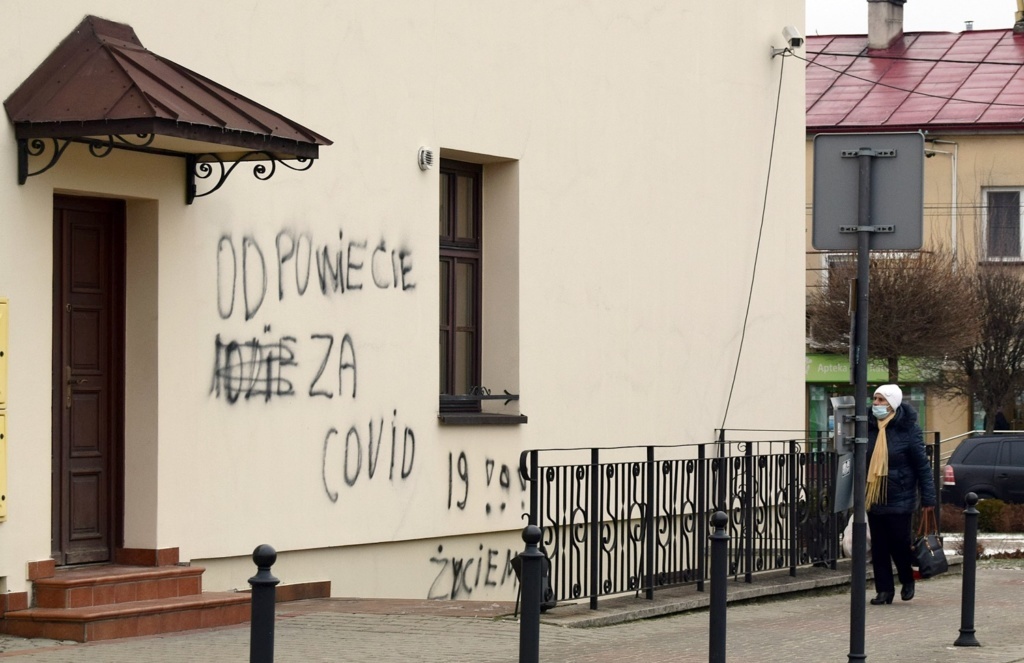 ODPOWIECIE
ZA
COVID
19 !!!
ŻYCIEM
Apteka